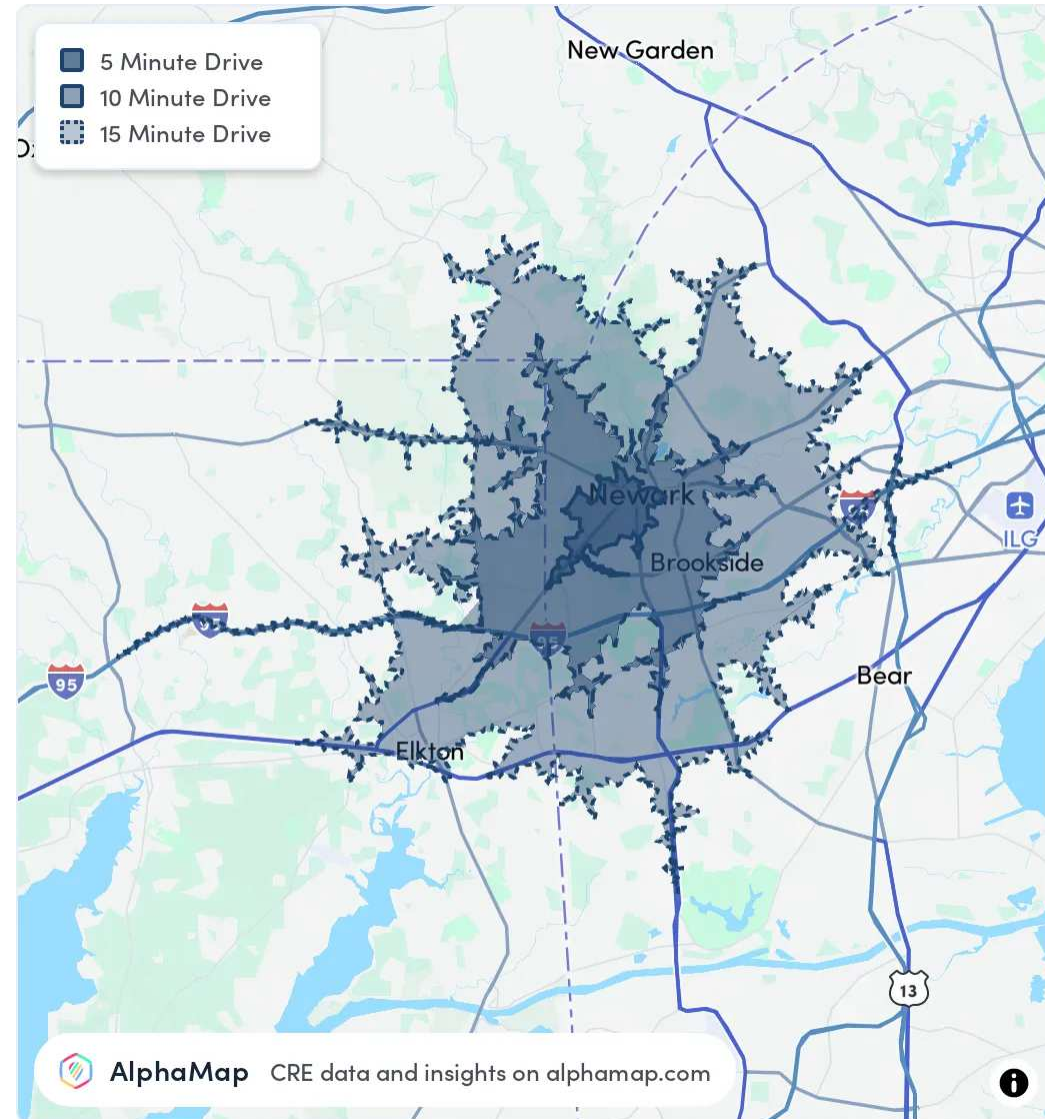 5 Minute Drive
10 Minute Drive
15 Minute Drive
New Garden
Newark
95
ILG
Brookside
95
95
Bear
Elkton
13
AlphaMap CRE data and insights on alphamap.com